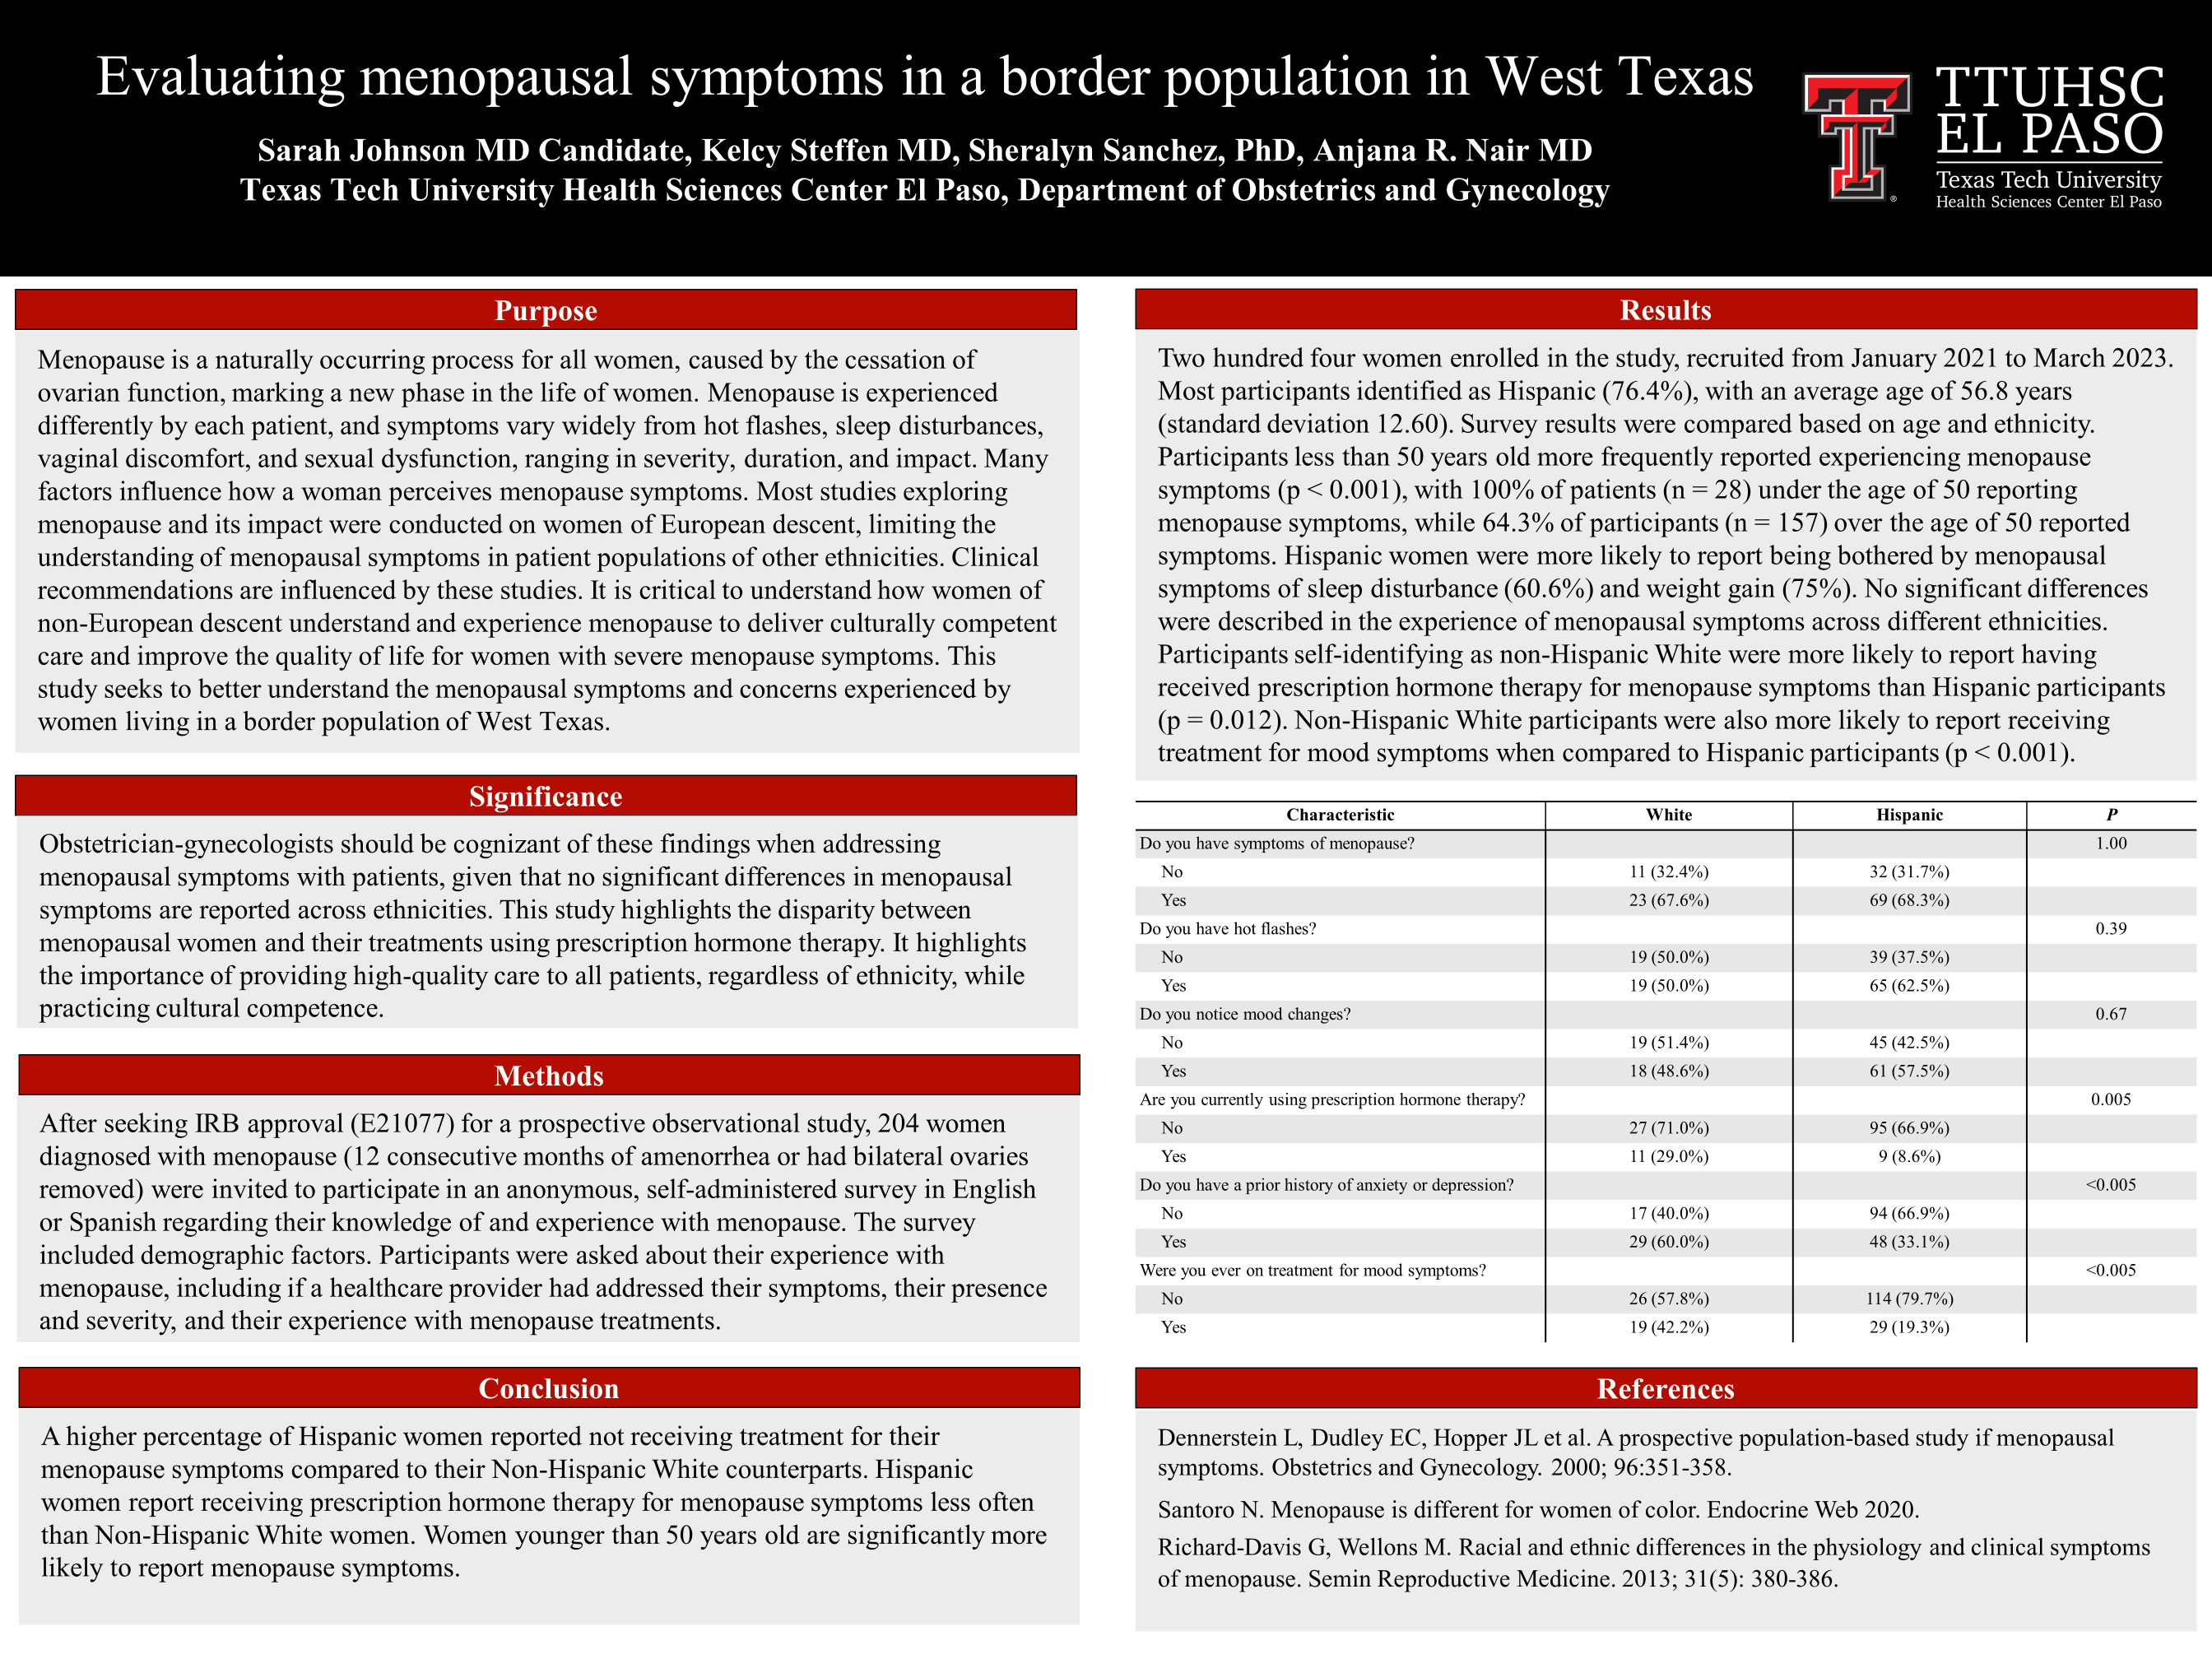 Evaluating menopausal symptoms in a border population in West Texas
Sarah Johnson MD Candidate, Kelcy Steffen MD, Sheralyn Sanchez, PhD, Anjana R. Nair MD
Texas Tech University Health Sciences Center El Paso, Department of Obstetrics and Gynecology
TTUHSC
EL PASO
Texas Tech University
Health Sciences Center El Paso
®
Purpose
Menopause is a naturally occurring process for all women, caused by the cessation of
ovarian function, marking a new phase in the life of women. Menopause is experienced
differently by each patient, and symptoms vary widely from hot flashes, sleep disturbances,
vaginal discomfort, and sexual dysfunction, ranging in severity, duration, and impact. Many
factors influence how a woman perceives menopause symptoms. Most studies exploring
menopause and its impact were conducted on women of European descent, limiting the
understanding of menopausal symptoms in patient populations of other ethnicities. Clinical
recommendations are influenced by these studies. It is critical to understand how women of
non-European descent understand and experience menopause to deliver culturally competent
care and improve the quality of life for women with severe menopause symptoms. This
study seeks to better understand the menopausal symptoms and concerns experienced by
women living in a border population of West Texas.
Significance
Obstetrician-gynecologists should be cognizant of these findings when addressing
menopausal symptoms with patients, given that no significant differences in menopausal
symptoms are reported across ethnicities. This study highlights the disparity between
menopausal women and their treatments using prescription hormone therapy. It highlights
the importance of providing high-quality care to all patients, regardless of ethnicity, while
practicing cultural competence.
Methods
After seeking IRB approval (E21077) for a prospective observational study, 204 women
diagnosed with menopause (12 consecutive months of amenorrhea or had bilateral ovaries
removed) were invited to participate in an anonymous, self-administered survey in English
or Spanish regarding their knowledge of and experience with menopause. The survey
included demographic factors. Participants were asked about their experience with
menopause, including if a healthcare provider had addressed their symptoms, their presence
and severity, and their experience with menopause treatments.
Conclusion
A higher percentage of Hispanic women reported not receiving treatment for their
menopause symptoms compared to their Non-Hispanic White counterparts. Hispanic
women report receiving prescription hormone therapy for menopause symptoms less often
than Non-Hispanic White women. Women younger than 50 years old are significantly more
likely to report menopause symptoms.
Results
Two hundred four women enrolled in the study, recruited from January 2021 to March 2023.
Most participants identified as Hispanic (76.4%), with an average age of 56.8 years
(standard deviation 12.60). Survey results were compared based on age and ethnicity.
Participants less than 50 years old more frequently reported experiencing menopause
symptoms (p < 0.001), with 100% of patients (n = 28) under the age of 50 reporting
menopause symptoms, while 64.3% of participants (n = 157) over the age of 50 reported
symptoms. Hispanic women were more likely to report being bothered by menopausal
symptoms of sleep disturbance (60.6%) and weight gain (75%). No significant differences
were described in the experience of menopausal symptoms across different ethnicities.
Participants self-identifying as non-Hispanic White were more likely to report having
received prescription hormone therapy for menopause symptoms than Hispanic participants
(p = 0.012). Non-Hispanic White participants were also more likely to report receiving
treatment for mood symptoms when compared to Hispanic participants (p < 0.001).
Characteristic White Hispanic P
Do you have symptoms of menopause? 1.00
No 11 (32.4%) 32 (31.7%)
Yes 23 (67.6%) 69 (68.3%)
Do you have hot flashes? 0.39
No 19 (50.0%) 39 (37.5%)
Yes 19 (50.0%) 65 (62.5%)
Do you notice mood changes? 0.67
No 19 (51.4%) 45 (42.5%)
Yes 18 (48.6%) 61 (57.5%)
Are you currently using prescription hormone therapy? 0.005
No 27 (71.0%) 95 (66.9%)
Yes 11 (29.0%) 9 (8.6%)
Do you have a prior history of anxiety or depression? <0.005
No 17 (40.0%) 94 (66.9%)
Yes 29 (60.0%) 48 (33.1%)
Were you ever on treatment for mood symptoms? <0.005
No 26 (57.8%) 114 (79.7%)
Yes 19 (42.2%) 29 (19.3%)
References
Dennerstein L, Dudley EC, Hopper JL et al. A prospective population-based study if menopausal
symptoms. Obstetrics and Gynecology. 2000; 96:351-358.
Santoro N. Menopause is different for women of color. Endocrine Web 2020.
Richard-Davis G, Wellons M. Racial and ethnic differences in the physiology and clinical symptoms
of menopause. Semin Reproductive Medicine. 2013; 31(5): 380-386.